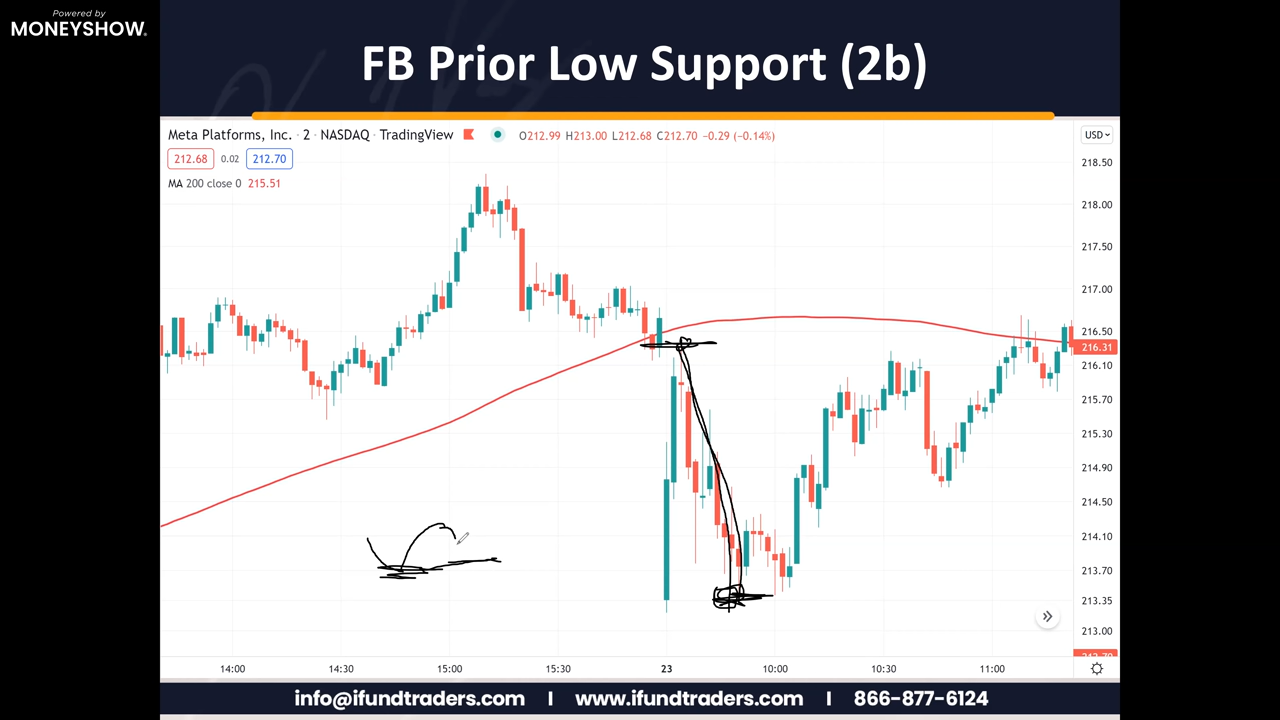 Powered by
MONEYSHOW.
FB Prior Low Support (2b)
Meta Platforms, Inc. · 2 · NASDAQ · TradingView
O212.99 H213.00 L212.68 C212.70 −0.29 (−0.14%)
USD
212.68 0.02 212.70
MA 200 close 0 215.51
218.50
218.00
217.50
217.00
216.50
216.31
216.10
215.70
215.30
214.90
214.50
214.10
213.70
213.35
213.00
14:00 14:30 15:00 15:30 23 10:00 10:30 11:00
info@ifundtraders.com I www.ifundtraders.com I 866-877-6124